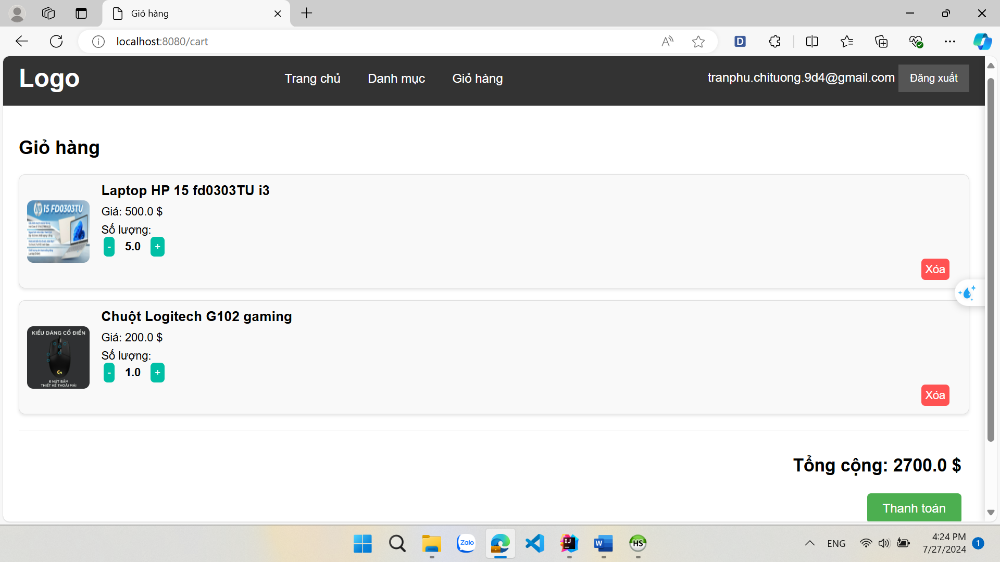 Giỏ hàng
localhost:8080/cart
Logo
Trang chủ
Danh mục
Giỏ hàng
tranphu.chituong.9d4@gmail.com
Đăng xuất
Giỏ hàng
15 FD0303TU
Laptop HP 15 fd0303TU i3
Giá: 500.0 $
Số lượng:
- 5.0 +
Xóa
KIỂU DÁNG CỔ ĐIỂN
6 NÚT BẤM
THIẾT KẾ THOẢI MÁI
Chuột Logitech G102 gaming
Giá: 200.0 $
Số lượng:
- 1.0 +
Xóa
Tổng cộng: 2700.0 $
Thanh toán
Zalo
IJ
W
HS
ENG
4:24 PM
7/27/2024
1